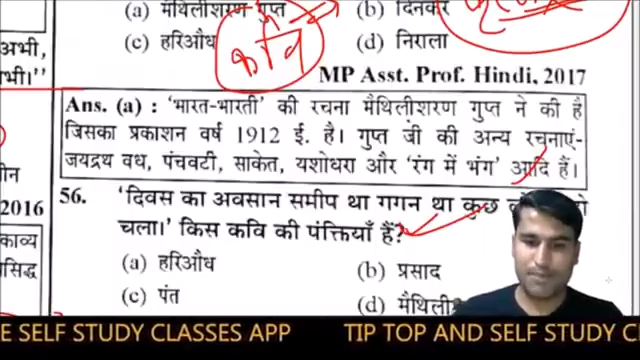 (a) मैथिलीशरण गुप्त
(b) दिनकर
अभी,
(c) हरिऔध
(d) निराला
कवि
भी।"
MP Asst. Prof. Hindi, 2017
Ans. (a) : 'भारत-भारती' की रचना मैथिलीशरण गुप्त ने की है
जिसका प्रकाशन वर्ष 1912 ई. है। गुप्त जी की अन्य रचनाएं-
जयद्रथ वध, पंचवटी, साकेत, यशोधरा और 'रंग में भंग' आदि हैं।
2016
56. 'दिवस का अवसान समीप था गगन था कुछ
चला।' किस कवि की पंक्तियाँ हैं?
काव्य
(a) हरिऔध
(b) प्रसाद
(c) पंत
(d)
E SELF STUDY CLASSES APP
TIP TOP AND SELF STUDY C